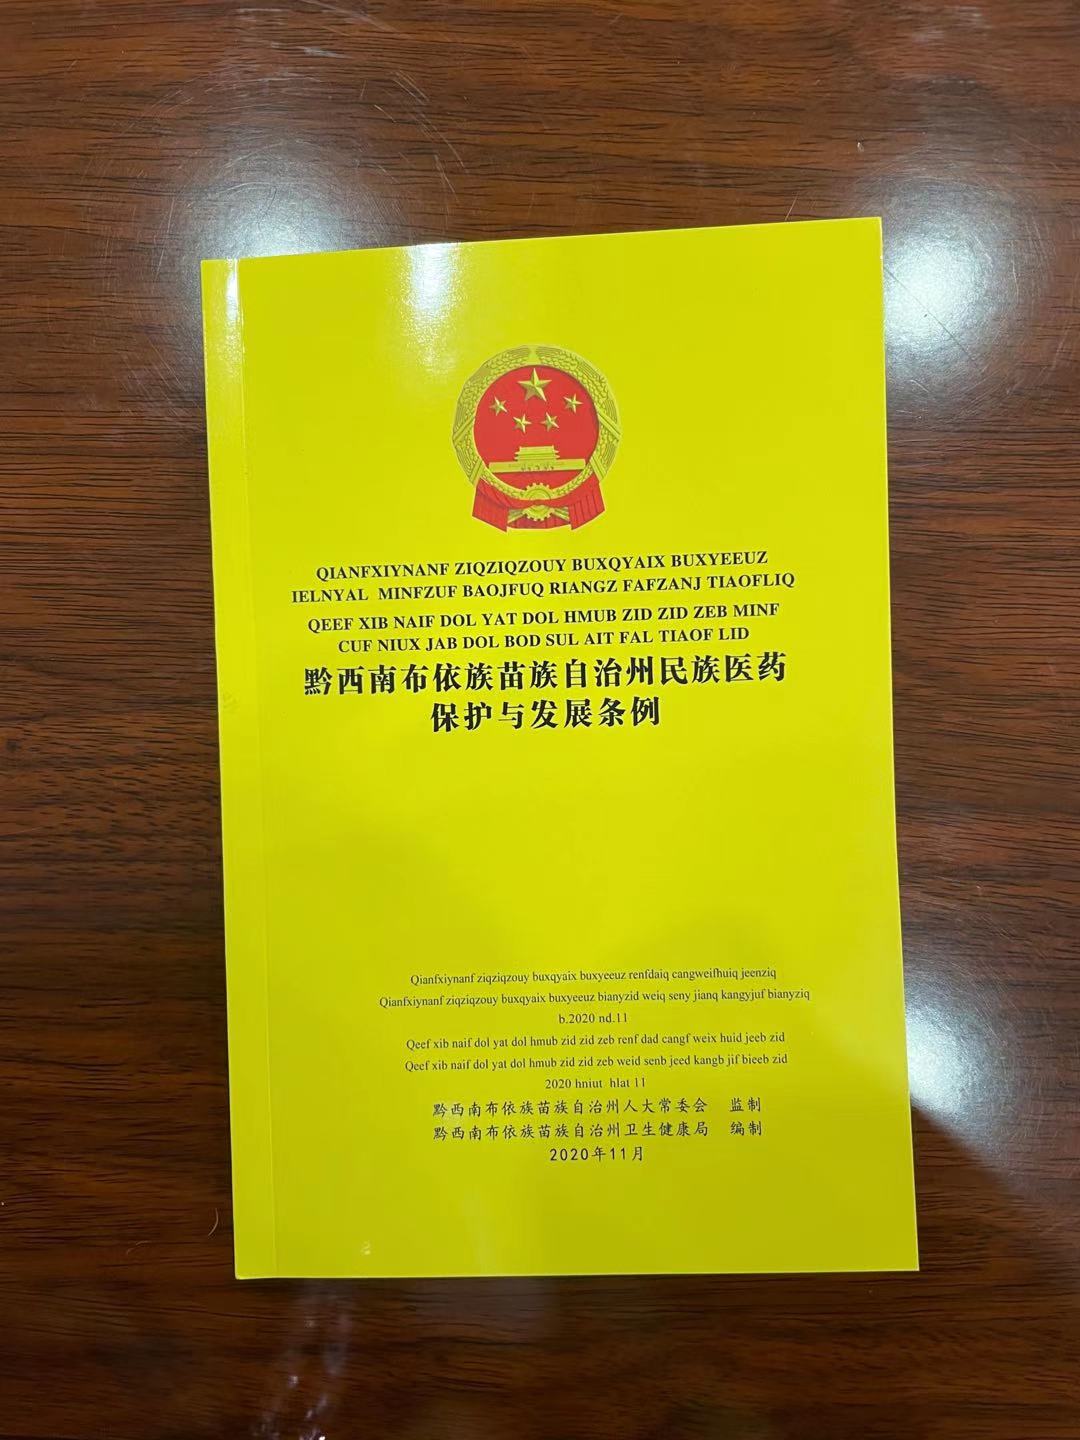 QIANFXIYNANF ZIQZIQZOUY BUXQYAIX BUXYEEUZ
IELNYAL MINFZUF BAOJFUQ RIANGZ FAFZANJ TIAOFLIQ
QEEF XIB NAIF DOL YAT DOL HMUB ZID ZID ZEB MINF
CUF NIUX JAB DOL BOD SUL AIT FAL TIAOF LID
黔西南布依族苗族自治州民族医药
保护与发展条例
Qianfxiynanf ziqziqzouy buxqyaix buxyeeuz renfdaiq cangweifhuiq jeenziq
Qianfxiynanf ziqziqzouy buxqyaix buxyeeuz bianyzid weiq seny jianq kangyjuf bianyziq
b.2020 nd.11
Qeef xib naif dol yat dol hmub zid zid zeb renf dad cangf weix huid jeeb zid
Qeef xib naif dol yat dol hmub zid zid zeb weid senb jeed kangb jif bieeb zid
2020 hniut hlat 11
黔西南布依族苗族自治州人大常委会 监制
黔西南布依族苗族自治州卫生健康局 编制
2020年11月